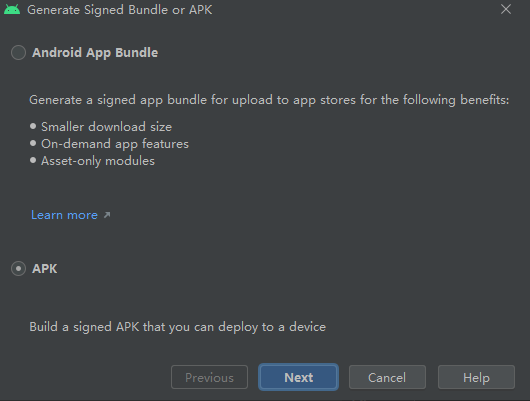 Generate Signed Bundle or APK
Android App Bundle
Generate a signed app bundle for upload to app stores for the following benefits:
• Smaller download size
• On-demand app features
• Asset-only modules
Learn more ↗
APK
Build a signed APK that you can deploy to a device
Previous Next Cancel Help